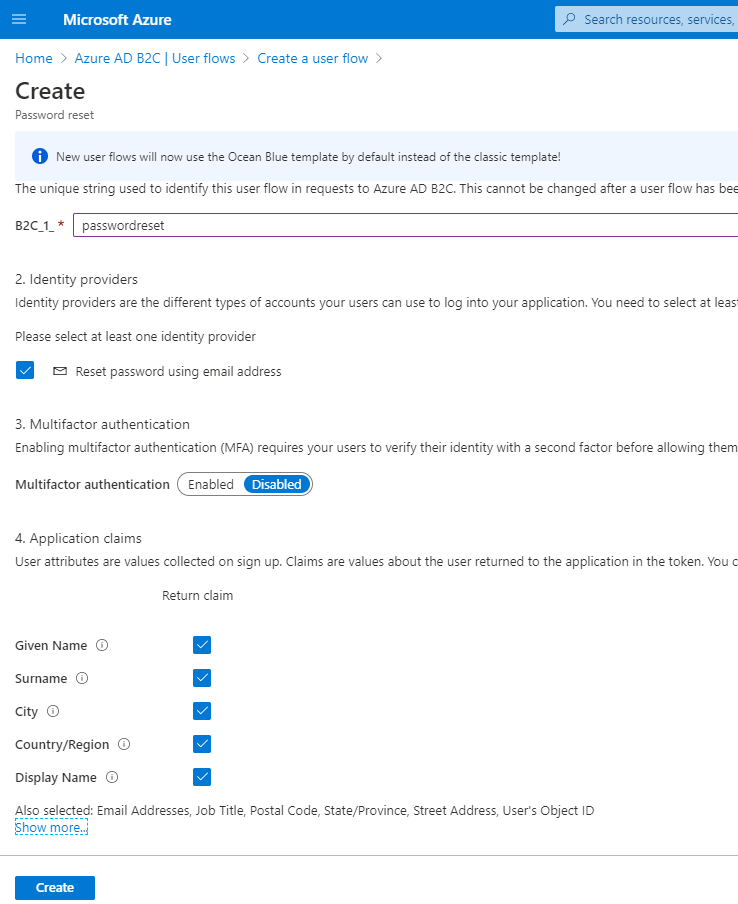 Microsoft Azure
Search resources, services,
Home > Azure AD B2C | User flows > Create a user flow >
Create
Password reset
New user flows will now use the Ocean Blue template by default instead of the classic template!
The unique string used to identify this user flow in requests to Azure AD B2C. This cannot be changed after a user flow has bee
B2C_1_ * passwordreset
2. Identity providers
Identity providers are the different types of accounts your users can use to log into your application. You need to select at leas
Please select at least one identity provider
Reset password using email address
3. Multifactor authentication
Enabling multifactor authentication (MFA) requires your users to verify their identity with a second factor before allowing them
Multifactor authentication Enabled Disabled
4. Application claims
User attributes are values collected on sign up. Claims are values about the user returned to the application in the token. You c
Return claim
Given Name
Surname
City
Country/Region
Display Name
Also selected: Email Addresses, Job Title, Postal Code, State/Province, Street Address, User's Object ID
Show more...
Create